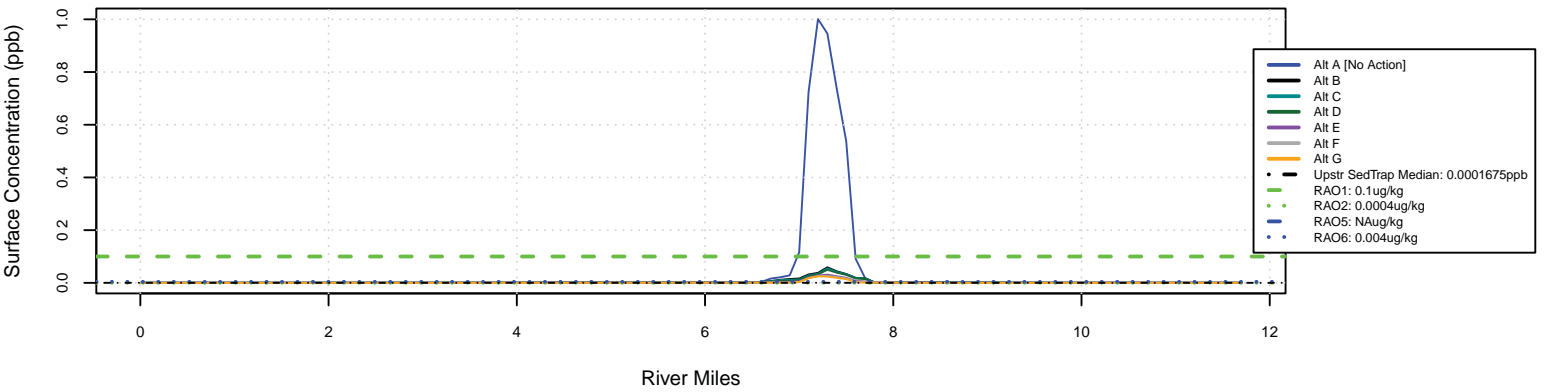 Surface Concentration (ppb)
1.0
0.8
0.6
0.4
0.2
0.0
0 2 4 6 8 10 12
River Miles
Alt A [No Action]
Alt B
Alt C
Alt D
Alt E
Alt F
Alt G
Upstr SedTrap Median: 0.0001675ppb
RAO1: 0.1ug/kg
RAO2: 0.0004ug/kg
RAO5: NAug/kg
RAO6: 0.004ug/kg